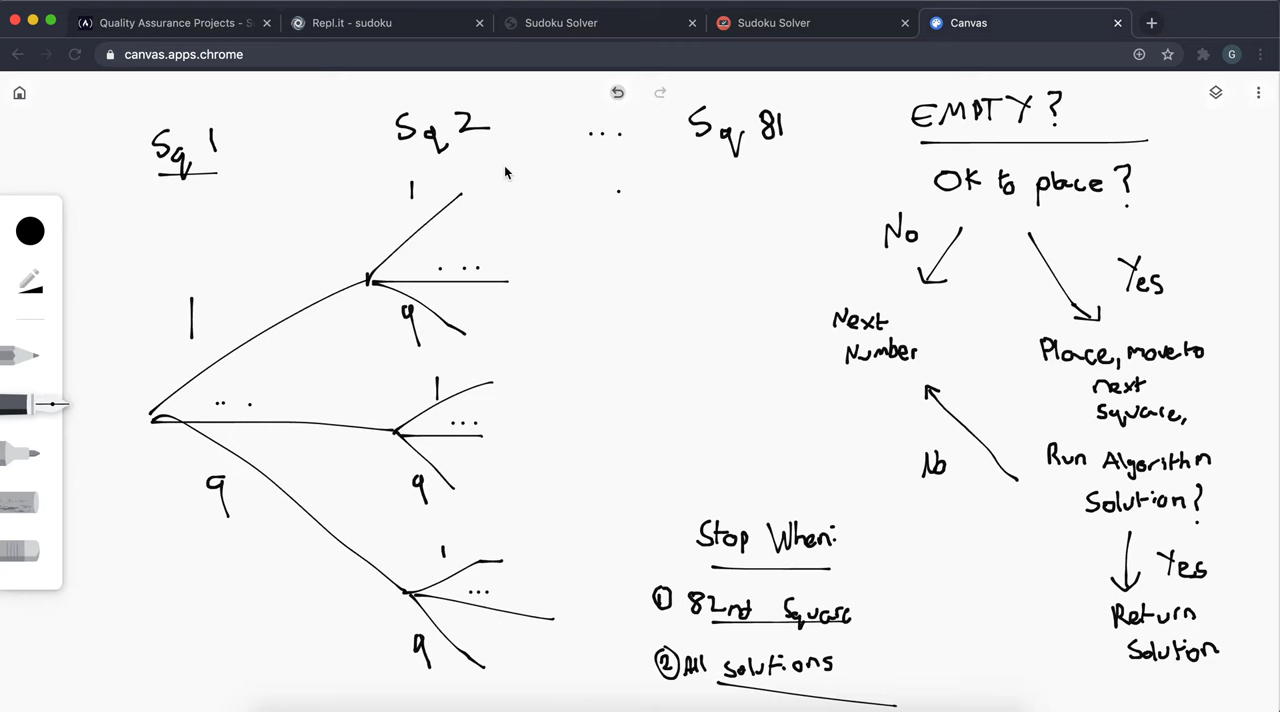 Quality Assurance Projects - S
Repl.it - sudoku
Sudoku Solver
Sudoku Solver
Canvas
canvas.apps.chrome
G
Sq 1
Sq 2
...
Sq 81
1
...
9
1
...
9
1
...
9
1
...
9
EMPTY?
OK to place?
No
Yes
Next
Number
Place, move to
next
square,
Run Algorithm
Solution?
No
Yes
Return
Solution
Stop When:
① 82nd Square
② All solutions